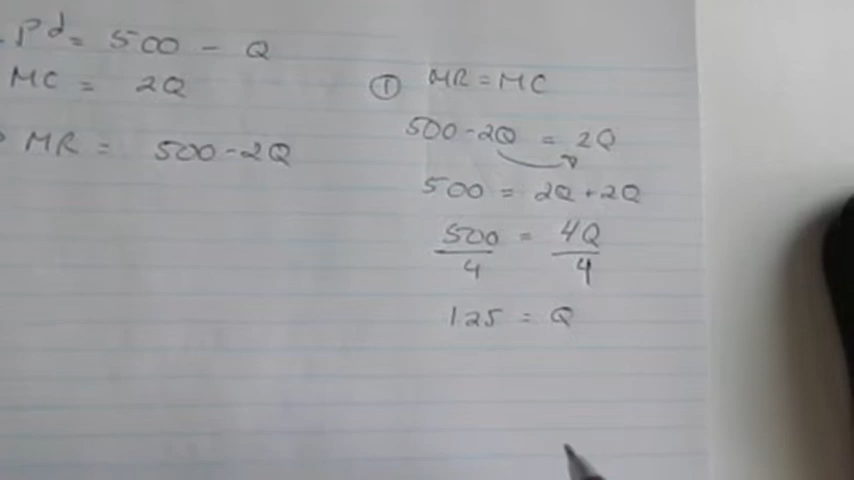 Pd = 500 - Q
MC = 2Q
MR = 500-2Q
① MR = MC
500-2Q = 2Q
500 = 2Q + 2Q
500/4 = 4Q/4
125 = Q